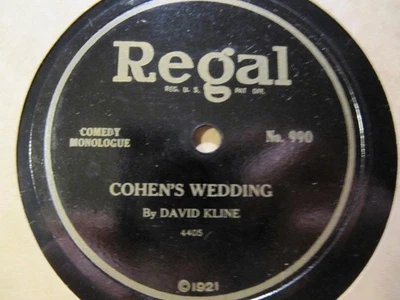 Regal
REG. U. S. PAT. OFF.
COMEDY
MONOLOGUE
No. 990
COHEN'S WEDDING
By DAVID KLINE
4405
©1921